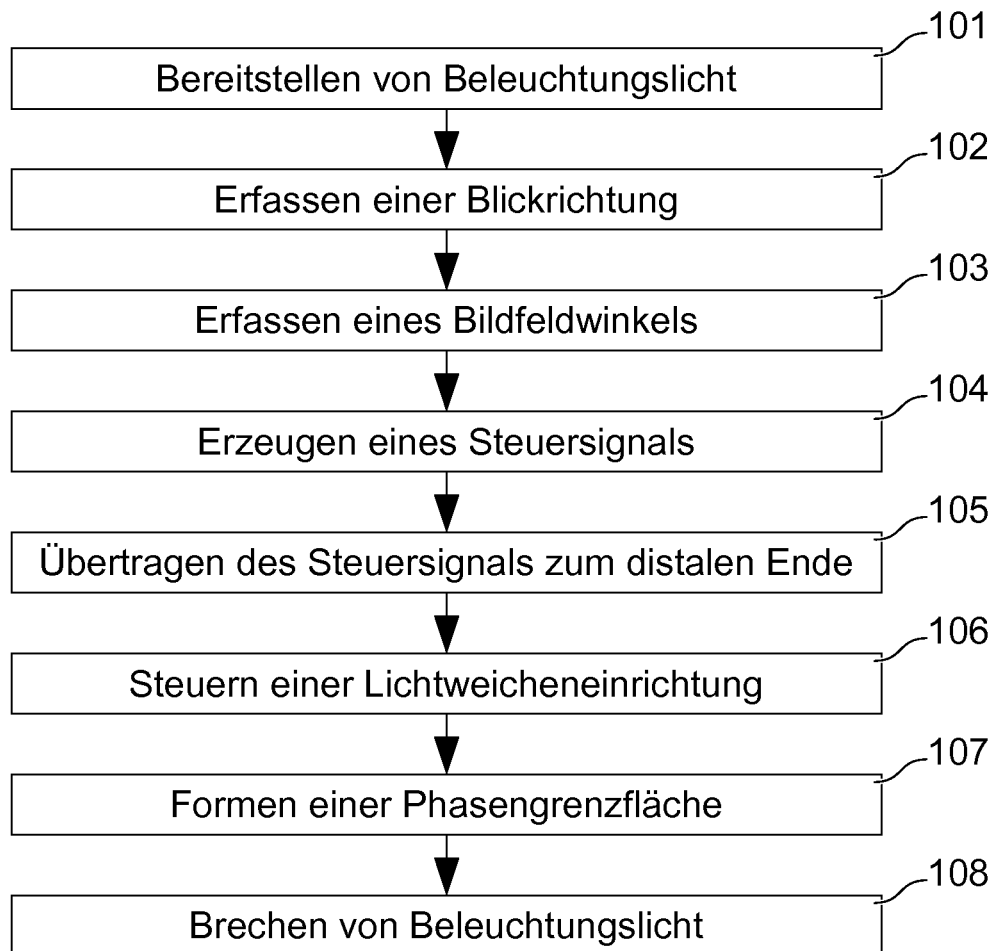 101
Bereitstellen von Beleuchtungslicht
102
Erfassen einer Blickrichtung
103
Erfassen eines Bildfeldwinkels
104
Erzeugen eines Steuersignals
105
Übertragen des Steuersignals zum distalen Ende
106
Steuern einer Lichtweicheneinrichtung
107
Formen einer Phasengrenzfläche
108
Brechen von Beleuchtungslicht